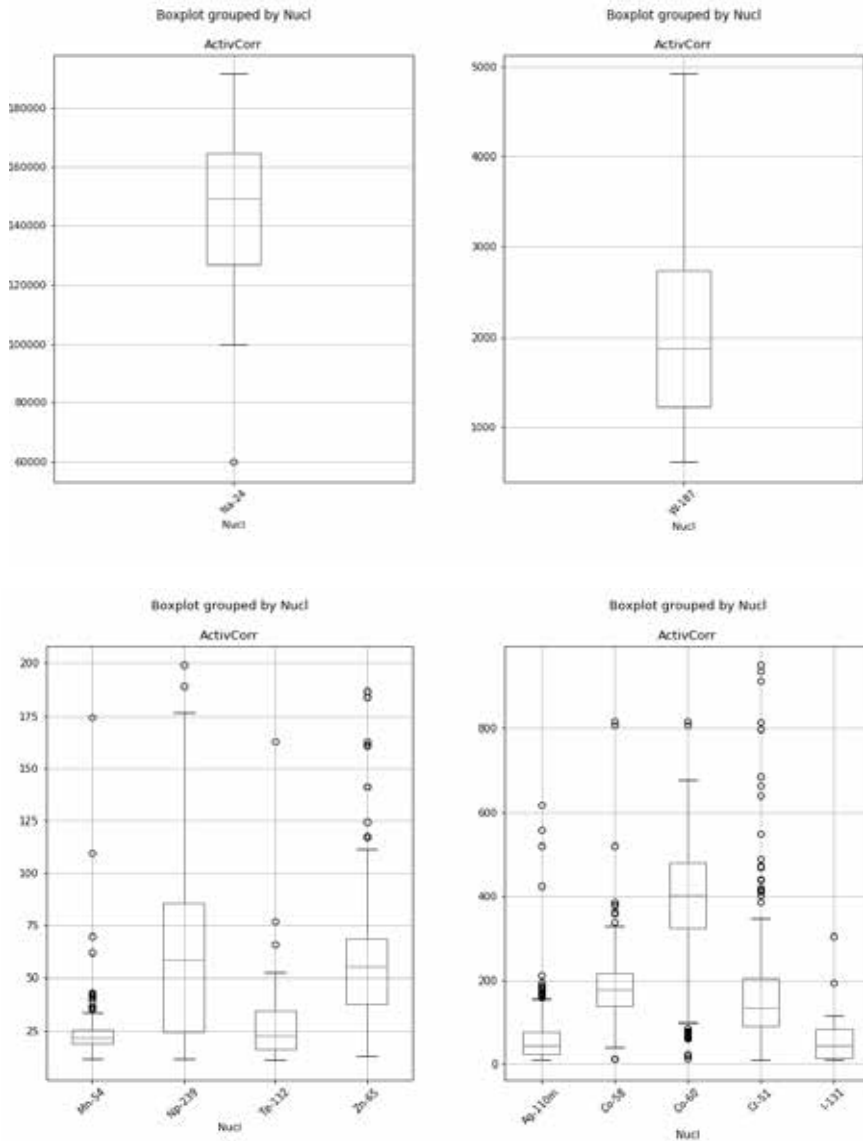 Boxplot grouped by Nucl
ActivCorr
180000
160000
140000
120000
100000
80000
60000
Na-24
Nucl
Boxplot grouped by Nucl
ActivCorr
5000
4000
3000
2000
1000
W-187
Nucl
Boxplot grouped by Nucl
ActivCorr
200
175
150
125
100
75
50
25
Mn-54 Np-239 Te-132 Zn-65
Nucl
Boxplot grouped by Nucl
ActivCorr
800
600
400
200
0
Ag-110m Co-58 Co-60 Cr-51 I-131
Nucl